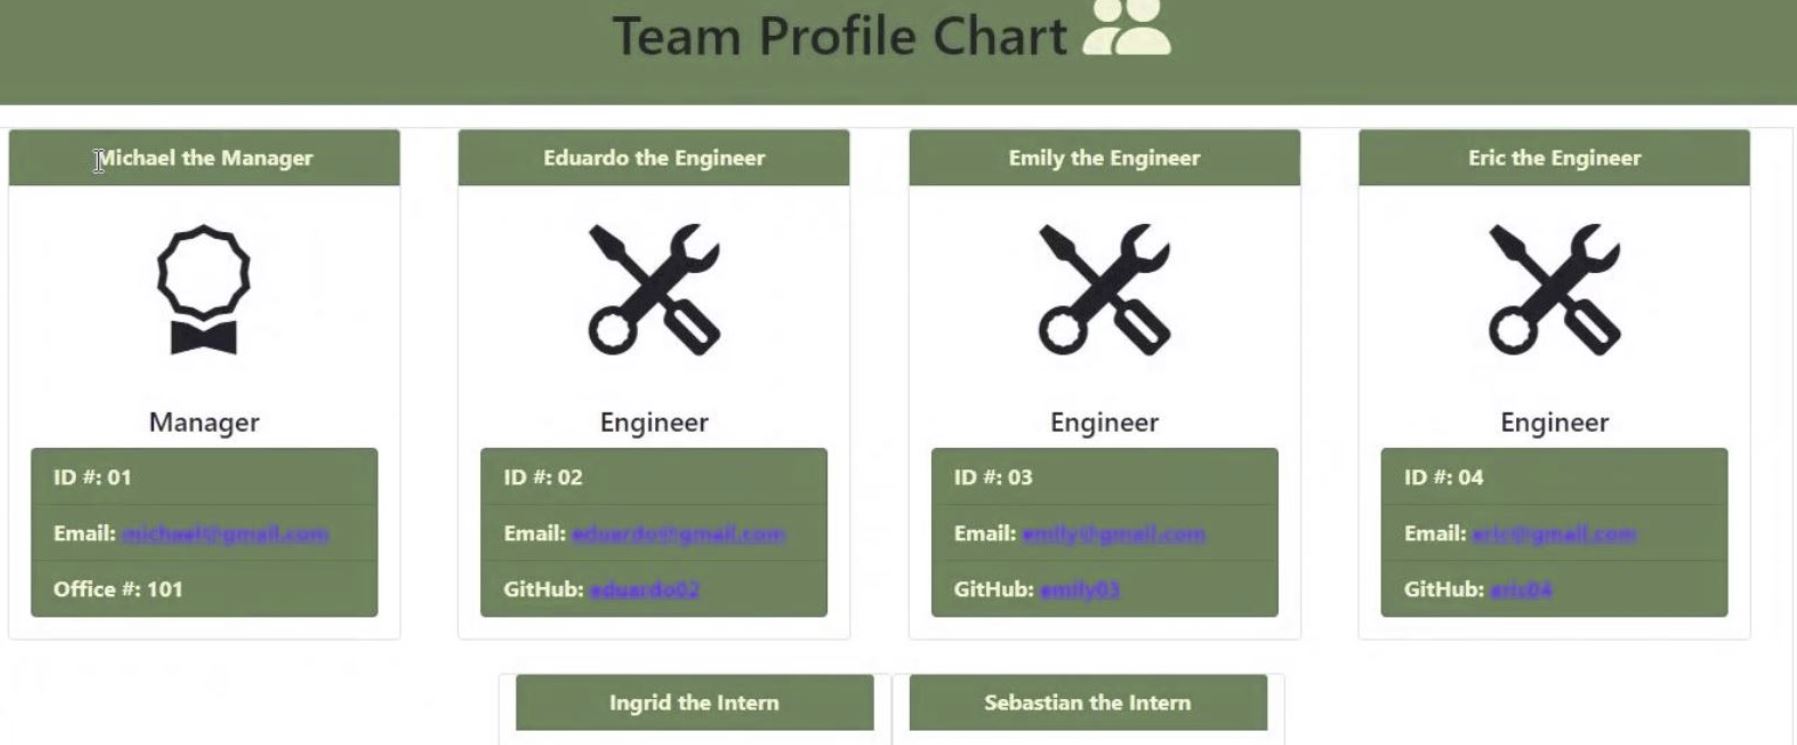 Team Profile Chart
Michael the Manager
Manager
ID #: 01
Email: michael@gmail.com
Office #: 101
Eduardo the Engineer
Engineer
ID #: 02
Email: eduardo@gmail.com
GitHub: eduardo02
Emily the Engineer
Engineer
ID #: 03
Email: emily@gmail.com
GitHub: emily03
Eric the Engineer
Engineer
ID #: 04
Email: eric@gmail.com
GitHub: eric04
Ingrid the Intern
Sebastian the Intern